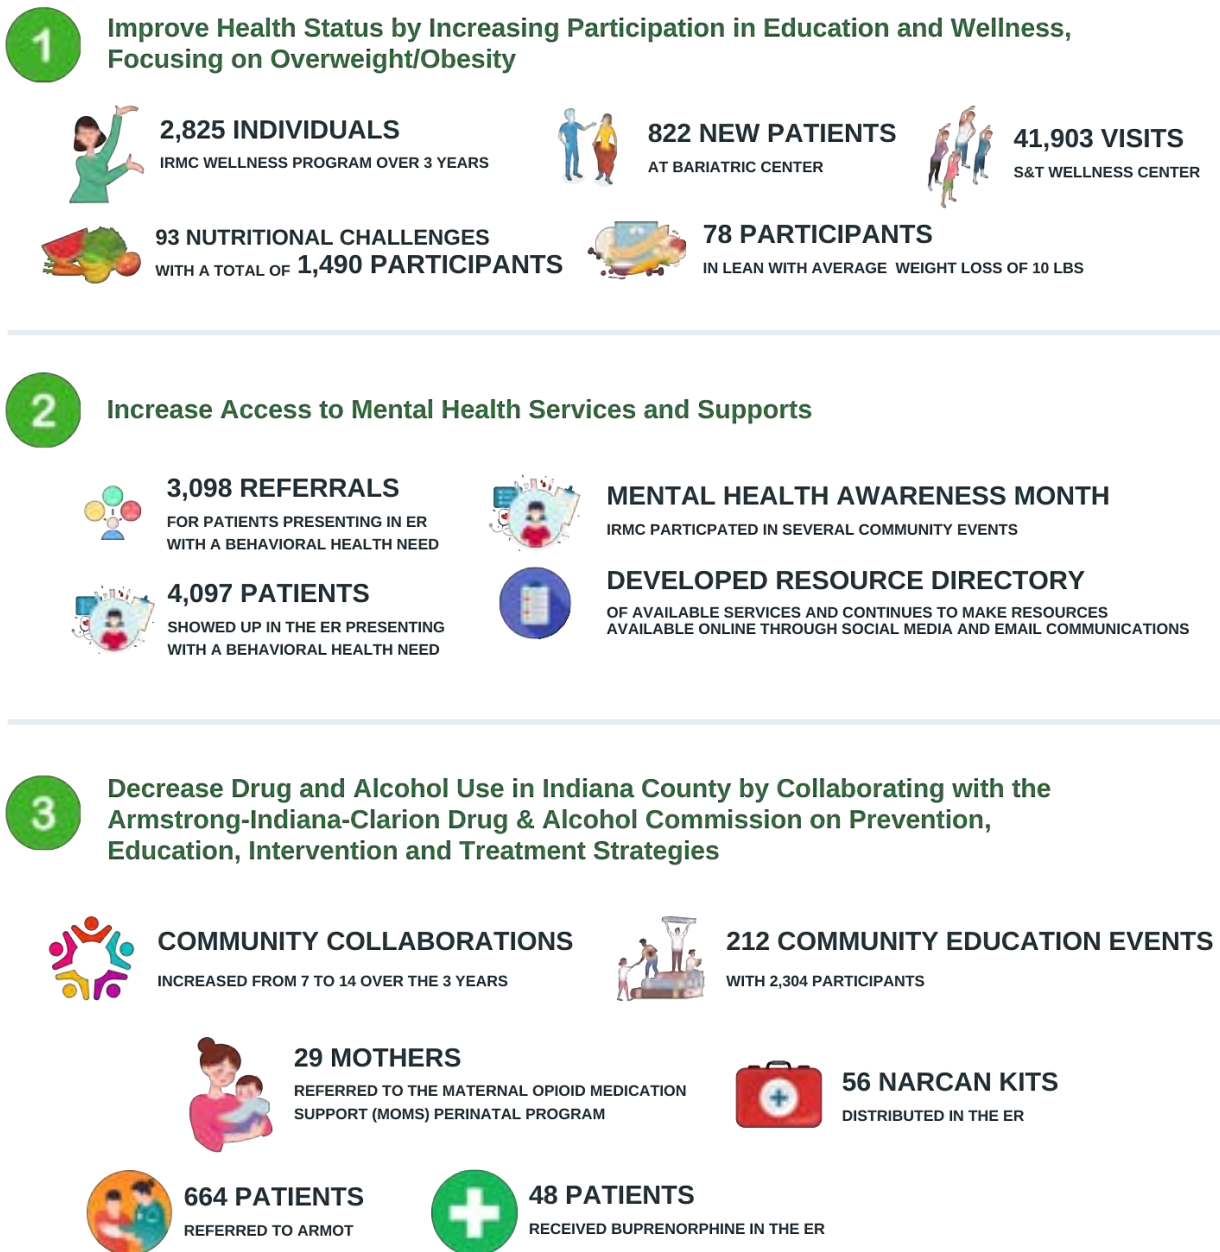 1
Improve Health Status by Increasing Participation in Education and Wellness,
Focusing on Overweight/Obesity
2,825 INDIVIDUALS
IRMC WELLNESS PROGRAM OVER 3 YEARS
822 NEW PATIENTS
AT BARIATRIC CENTER
41,903 VISITS
S&T WELLNESS CENTER
93 NUTRITIONAL CHALLENGES
WITH A TOTAL OF 1,490 PARTICIPANTS
78 PARTICIPANTS
IN LEAN WITH AVERAGE WEIGHT LOSS OF 10 LBS
2
Increase Access to Mental Health Services and Supports
3,098 REFERRALS
FOR PATIENTS PRESENTING IN ER
WITH A BEHAVIORAL HEALTH NEED
MENTAL HEALTH AWARENESS MONTH
IRMC PARTICPATED IN SEVERAL COMMUNITY EVENTS
4,097 PATIENTS
SHOWED UP IN THE ER PRESENTING
WITH A BEHAVIORAL HEALTH NEED
DEVELOPED RESOURCE DIRECTORY
OF AVAILABLE SERVICES AND CONTINUES TO MAKE RESOURCES
AVAILABLE ONLINE THROUGH SOCIAL MEDIA AND EMAIL COMMUNICATIONS
3
Decrease Drug and Alcohol Use in Indiana County by Collaborating with the
Armstrong-Indiana-Clarion Drug & Alcohol Commission on Prevention,
Education, Intervention and Treatment Strategies
COMMUNITY COLLABORATIONS
INCREASED FROM 7 TO 14 OVER THE 3 YEARS
212 COMMUNITY EDUCATION EVENTS
WITH 2,304 PARTICIPANTS
29 MOTHERS
REFERRED TO THE MATERNAL OPIOID MEDICATION
SUPPORT (MOMS) PERINATAL PROGRAM
56 NARCAN KITS
DISTRIBUTED IN THE ER
664 PATIENTS
REFERRED TO ARMOT
48 PATIENTS
RECEIVED BUPRENORPHINE IN THE ER